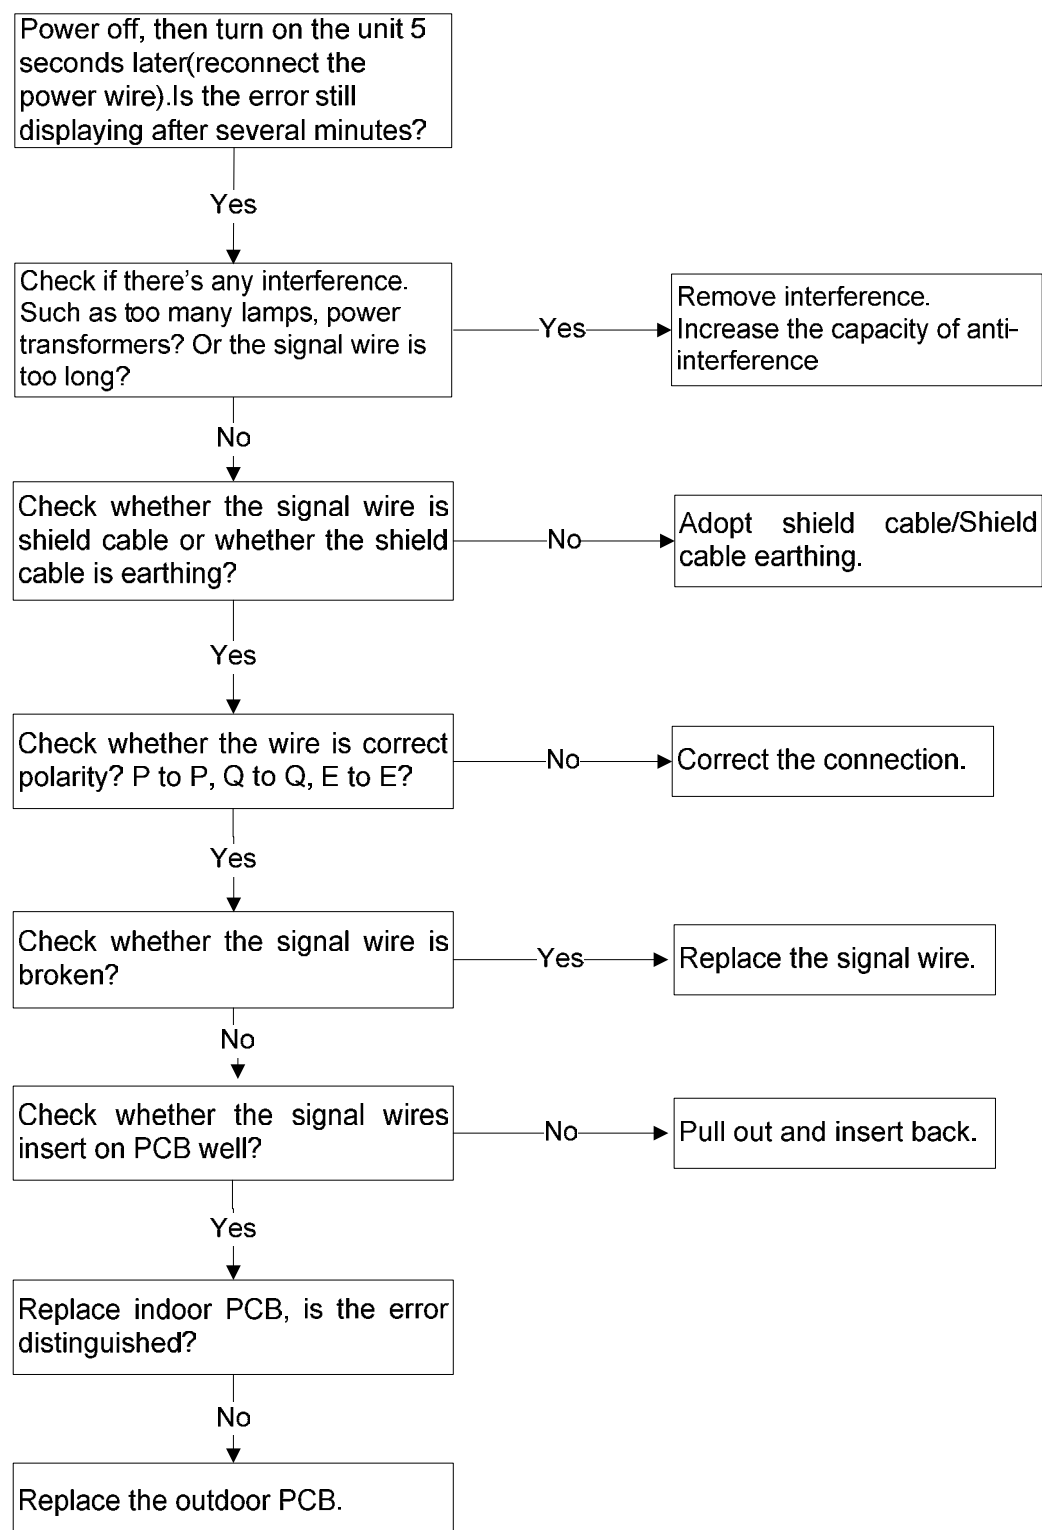 Power off, then turn on the unit 5
seconds later(reconnect the
power wire).Is the error still
displaying after several minutes?
Yes
Check if there's any interference.
Such as too many lamps, power
transformers? Or the signal wire is
too long?
Yes
Remove interference.
Increase the capacity of anti-
interference
No
Check whether the signal wire is
shield cable or whether the shield
cable is earthing?
No
Adopt shield cable/Shield
cable earthing.
Yes
Check whether the wire is correct
polarity? P to P, Q to Q, E to E?
No
Correct the connection.
Yes
Check whether the signal wire is
broken?
Yes
Replace the signal wire.
No
Check whether the signal wires
insert on PCB well?
No
Pull out and insert back.
Yes
Replace indoor PCB, is the error
distinguished?
No
Replace the outdoor PCB.